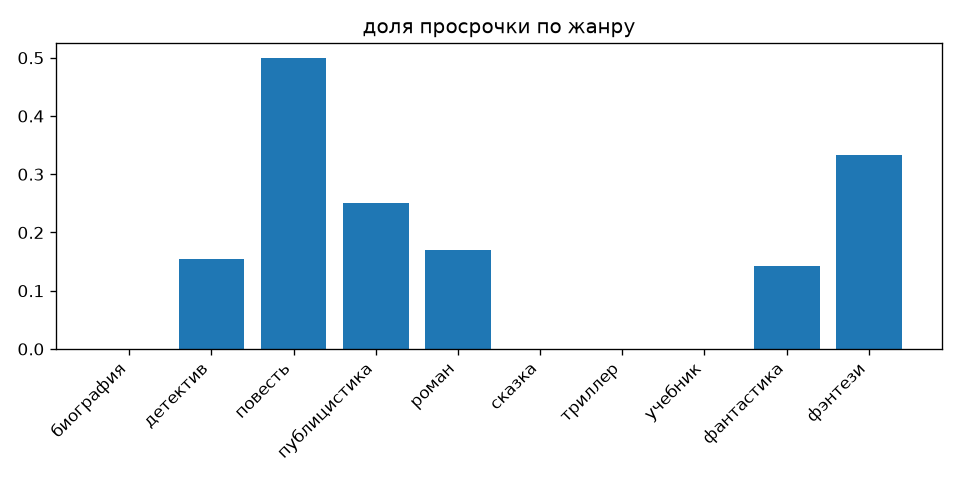 доля просрочки по жанру
0.5
0.4
0.3
0.2
0.1
0.0
биография
детектив
повесть
публицистика
роман
сказка
триллер
учебник
фантастика
фэнтези